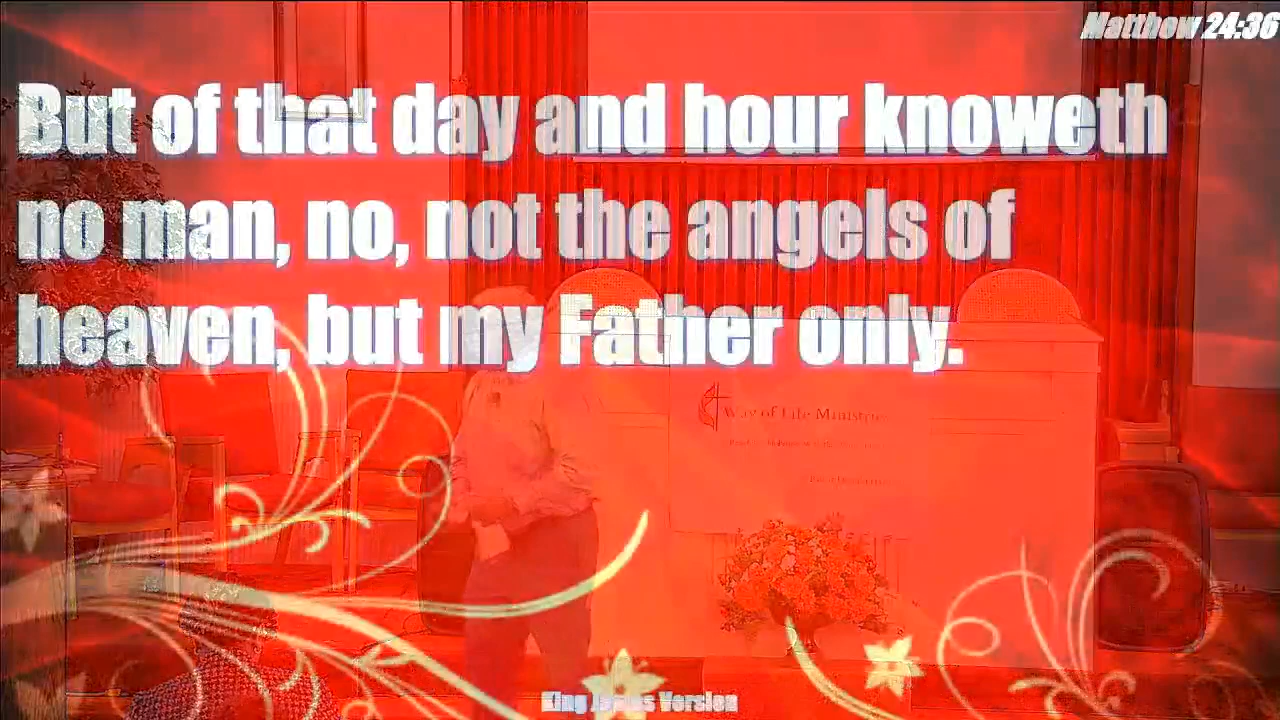 Matthew 24:36
But of that day and hour knoweth
no man, no, not the angels of
heaven, but my Father only.
Way of Life Ministries
King James Version